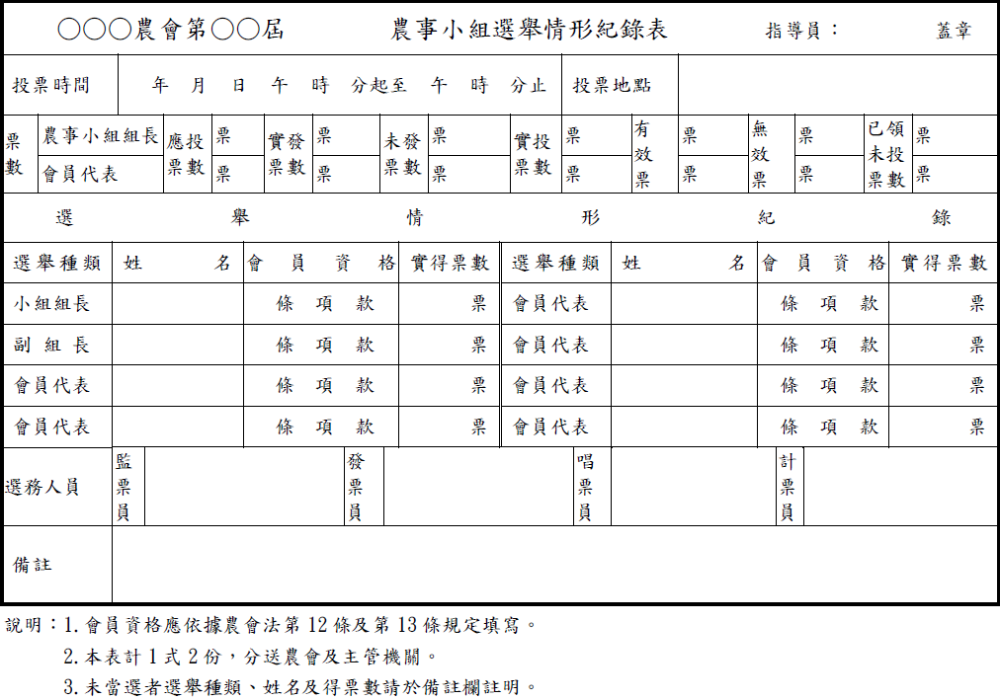 ○○○農會第○○屆 農事小組選舉情形紀錄表 指導員： 蓋章
投票時間 年 月 日 午 時 分起至 午 時 分止 投票地點
票數 農事小組組長 應投票數 票 實發票數 票 未發票數 票 實投票數 票 有效票 票 無效票 票 已領未投票數 票
會員代表 票 票 票 票 票 票 票
選 舉 情 形 紀 錄
選舉種類 姓 名 會員資格 實得票數 選舉種類 姓 名 會員資格 實得票數
小組組長 條 項 款 票 會員代表 條 項 款 票
副組長 條 項 款 票 會員代表 條 項 款 票
會員代表 條 項 款 票 會員代表 條 項 款 票
會員代表 條 項 款 票 會員代表 條 項 款 票
選務人員 監票員 發票員 唱票員 計票員
備註
說明：1.會員資格應依據農會法第12條及第13條規定填寫。
2.本表計1式2份，分送農會及主管機關。
3.未當選者選舉種類、姓名及得票數請於備註欄註明。